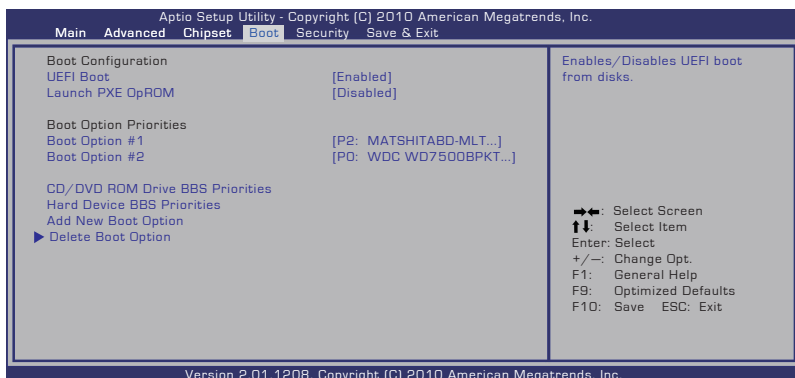 Aptio Setup Utility - Copyright (C) 2010 American Megatrends, Inc.
Main Advanced Chipset Boot Security Save & Exit
Boot Configuration
UEFI Boot [Enabled]
Launch PXE OpROM [Disabled]
Boot Option Priorities
Boot Option #1 [P2: MATSHITABD-MLT...]
Boot Option #2 [P0: WDC WD7500BPKT...]
CD/DVD ROM Drive BBS Priorities
Hard Device BBS Priorities
Add New Boot Option
Delete Boot Option
Enables/Disables UEFI boot
from disks.
→←: Select Screen
↑↓: Select Item
Enter: Select
+/—: Change Opt.
F1: General Help
F9: Optimized Defaults
F10: Save ESC: Exit
Version 2.01.1208. Copyright (C) 2010 American Megatrends, Inc.